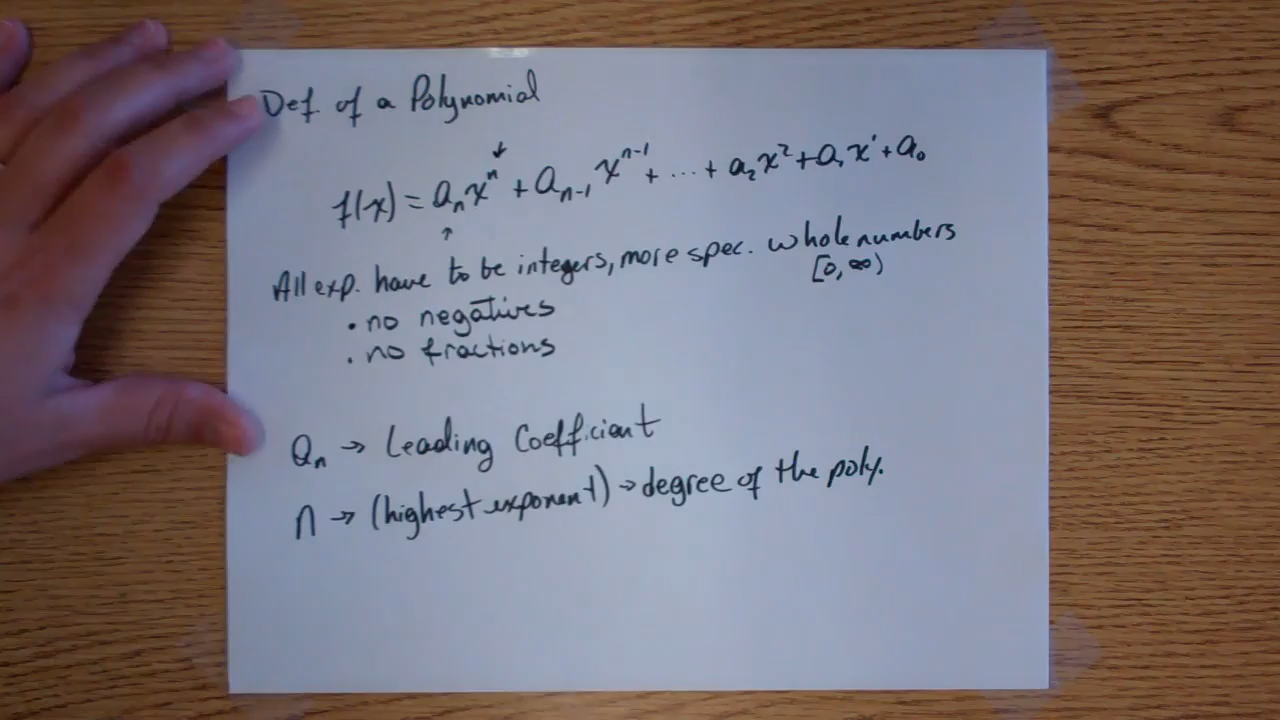 Def. of a Polynomial
f(x) = aₙxⁿ + aₙ₋₁xⁿ⁻¹ + ... + a₂x² + a₁x¹ + a₀
All exp. have to be integers, more spec. whole numbers
[0, ∞)
• no negatives
• no fractions
aₙ → Leading Coefficient
n → (highest exponent) → degree of the poly.